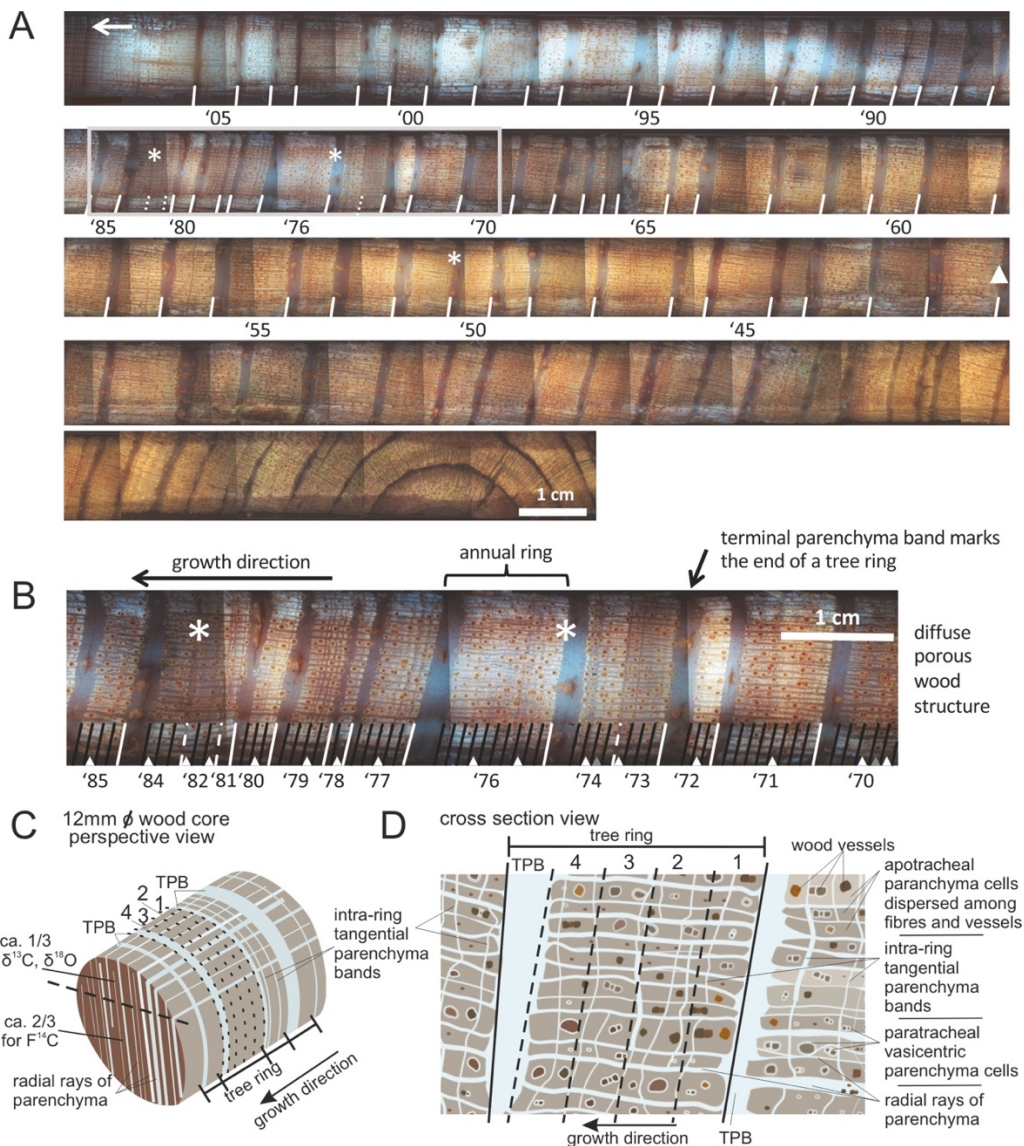 A
'05 '00 '95 '90
* *
'85 '80 '76 '70 '65 '60
*
'55 '50 '45
1 cm
terminal parenchyma band marks
the end of a tree ring
annual ring
growth direction
B
* *
1 cm
diffuse
porous
wood
structure
'85 '84 '82 '81 '80 '79 '78 '77 '76 '74 '73 '72 '71 '70
C
12mm ϕ wood core
perspective view
TPB
2 1
4 3
TPB
ca. 1/3
δ¹³C, δ¹⁸O
ca. 2/3
for F¹⁴C
radial rays of
parenchyma
tree ring
growth direction
intra-ring
tangential
parenchyma
bands
D
cross section view
tree ring
TPB 4 3 2 1
wood vessels
apotracheal
paranchyma cells
dispersed among
fibres and vessels
intra-ring
tangential
parenchyma
bands
paratracheal
vasicentric
parenchyma cells
radial rays of
parenchyma
TPB
growth direction